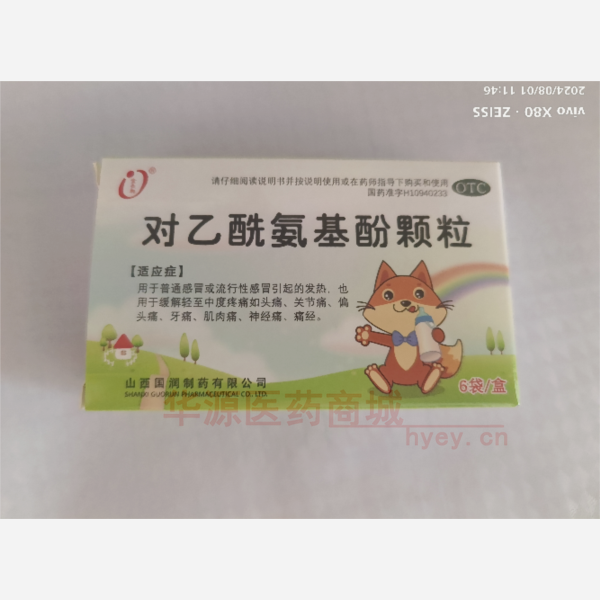 vivo X80 · ZEISS
2024/08/01 11:46
请仔细阅读说明书并按说明使用或在药师指导下购买和使用
国药准字H10940233
OTC
®
对乙酰氨基酚颗粒
【适应症】
用于普通感冒或流行性感冒引起的发热，也
用于缓解轻至中度疼痛如头痛、关节痛、偏
头痛、牙痛、肌肉痛、神经痛、痛经。
山西国润制药有限公司
SHANXI GUORUN PHARMACEUTICAL CO., LTD.
6袋/盒
华源医药商城
hyey.cn